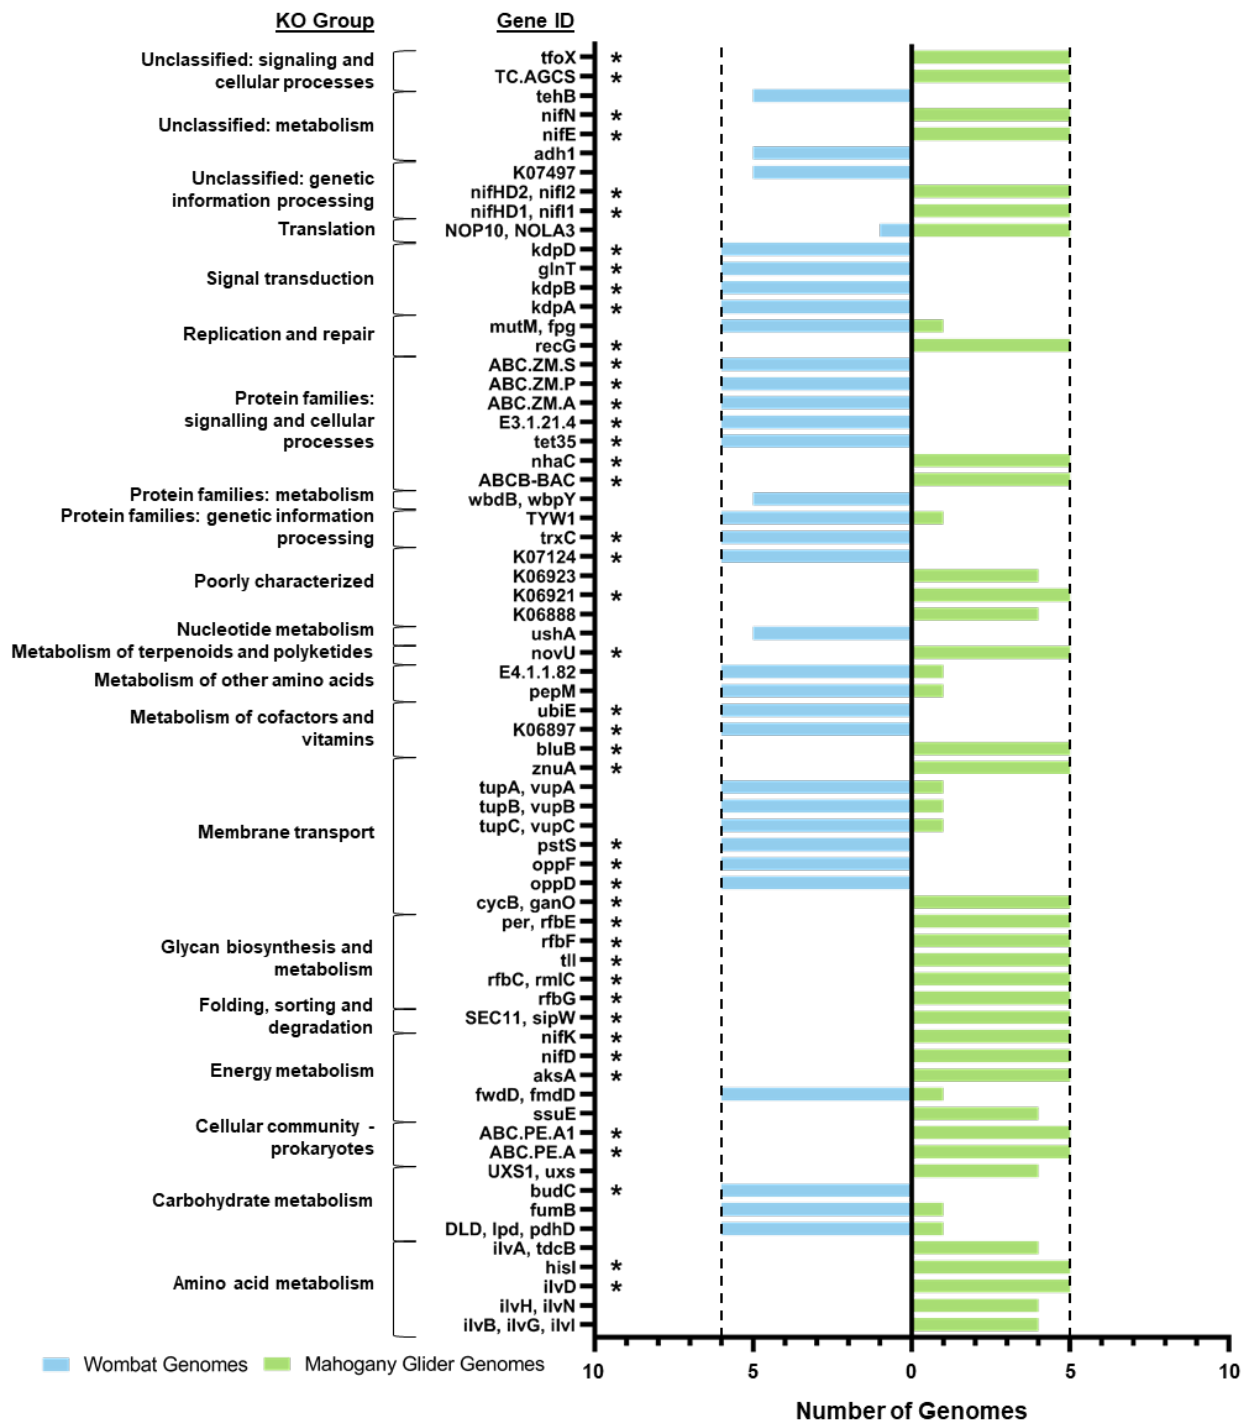 KO Group
Gene ID
Unclassified: signaling and
cellular processes
Unclassified: metabolism
Unclassified: genetic
information processing
Translation
Signal transduction
Replication and repair
Protein families:
signalling and cellular
processes
Protein families: metabolism
Protein families: genetic information
processing
Poorly characterized
Nucleotide metabolism
Metabolism of terpenoids and polyketides
Metabolism of other amino acids
Metabolism of cofactors and
vitamins
Membrane transport
Glycan biosynthesis and
metabolism
Folding, sorting and
degradation
Energy metabolism
Cellular community -
prokaryotes
Carbohydrate metabolism
Amino acid metabolism
tfoX *
TC.AGCS *
tehB
nifN *
nifE *
adh1
K07497
nifHD2, nifI2 *
nifHD1, nifI1 *
NOP10, NOLA3
kdpD *
glnT *
kdpB *
kdpA *
mutM, fpg
recG *
ABC.ZM.S *
ABC.ZM.P *
ABC.ZM.A *
E3.1.21.4 *
tet35 *
nhaC *
ABCB-BAC *
wbdB, wbpY
TYW1
trxC *
K07124 *
K06923
K06921 *
K06888
ushA
novU *
E4.1.1.82
pepM
ubiE *
K06897 *
bluB *
znuA *
tupA, vupA
tupB, vupB
tupC, vupC
pstS *
oppF *
oppD *
cycB, ganO *
per, rfbE *
rfbF *
tll *
rfbC, rmlC *
rfbG *
SEC11, sipW *
nifK *
nifD *
aksA *
fwdD, fmdD
ssuE
ABC.PE.A1 *
ABC.PE.A *
UXS1, uxs
budC *
fumB
DLD, lpd, pdhD
ilvA, tdcB
hisI *
ilvD *
ilvH, ilvN
ilvB, ilvG, ilvI
Wombat Genomes
Mahogany Glider Genomes
10 5 0 5 10
Number of Genomes